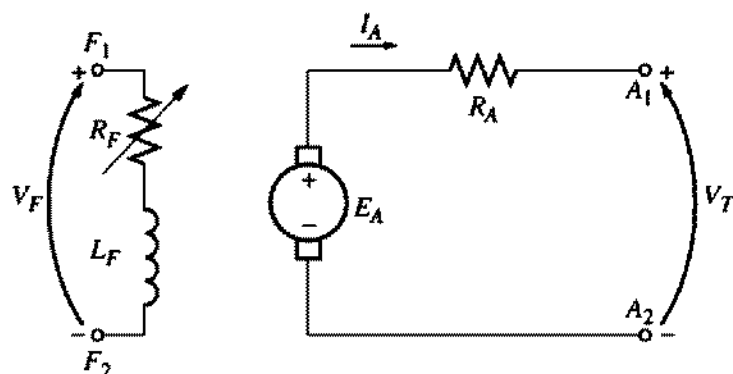 F1
+
RF
VF
LF
−
F2
IA
RA
+
−
EA
A1
+
VT
A2
−